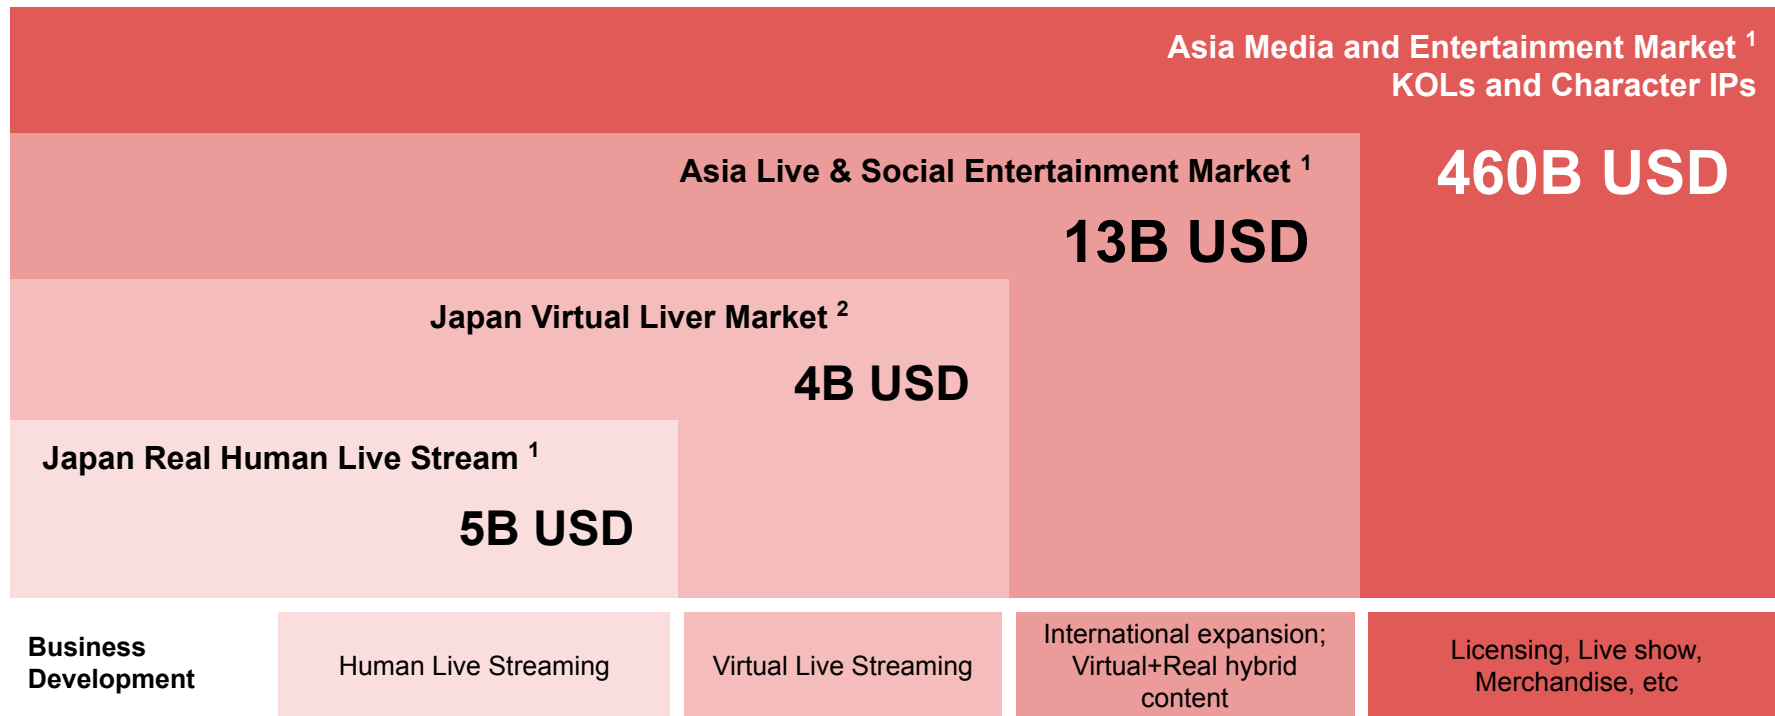 Asia Media and Entertainment Market 1
KOLs and Character IPs
460B USD
Asia Live & Social Entertainment Market 1
13B USD
Japan Virtual Liver Market 2
4B USD
Japan Real Human Live Stream 1
5B USD
Business
Development
Human Live Streaming
Virtual Live Streaming
International expansion;
Virtual+Real hybrid
content
Licensing, Live show,
Merchandise, etc